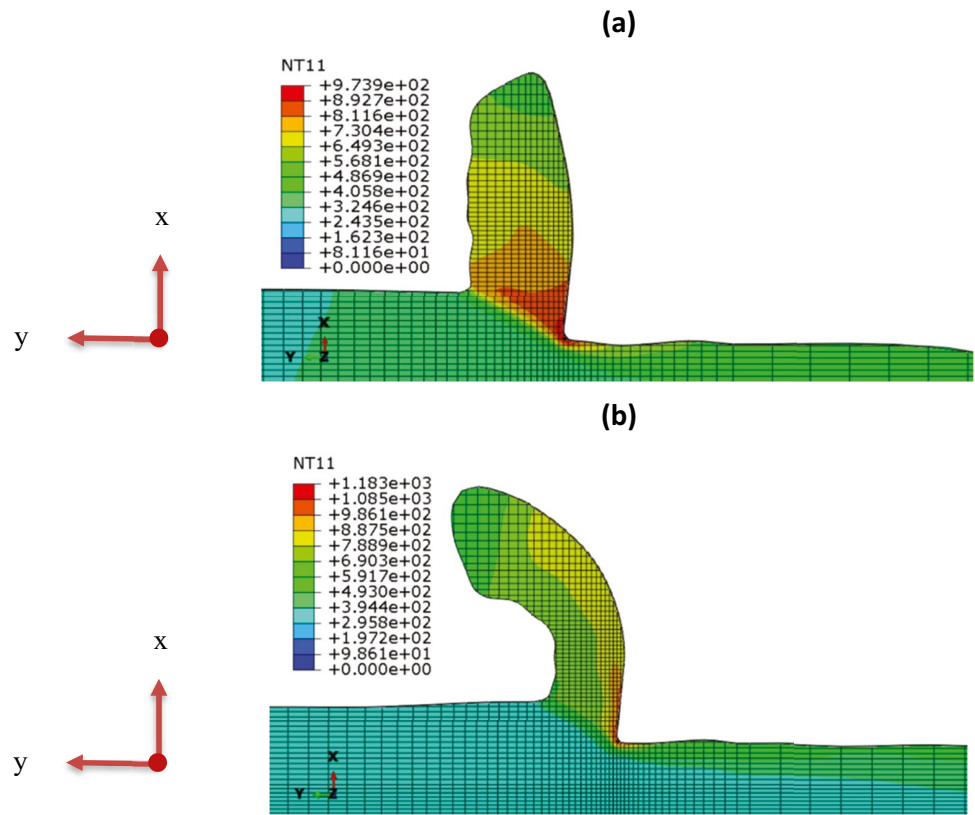 (a)
NT11
+9.739e+02
+8.927e+02
+8.116e+02
+7.304e+02
+6.493e+02
+5.681e+02
+4.869e+02
+4.058e+02
+3.246e+02
+2.435e+02
+1.623e+02
+8.116e+01
+0.000e+00
x
y
X
Y
Z
(b)
NT11
+1.183e+03
+1.085e+03
+9.861e+02
+8.875e+02
+7.889e+02
+6.903e+02
+5.917e+02
+4.930e+02
+3.944e+02
+2.958e+02
+1.972e+02
+9.861e+01
+0.000e+00
x
y
X
Y
Z